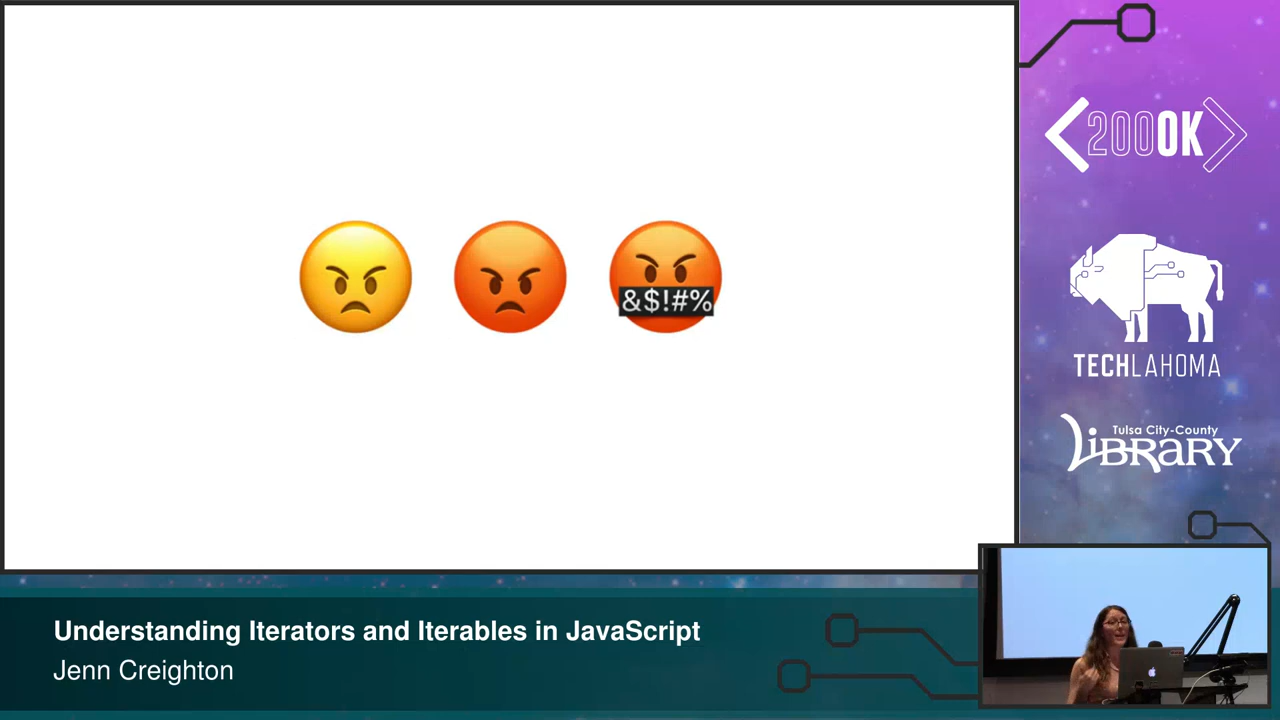 &$!#%
200OK
TECHLAHOMA
Tulsa City-County
LiBRARY
Understanding Iterators and Iterables in JavaScript
Jenn Creighton